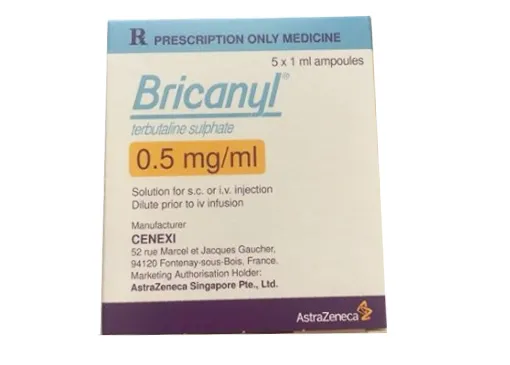 Rx PRESCRIPTION ONLY MEDICINE
5 x 1 ml ampoules
Bricanyl®
terbutaline sulphate
0.5 mg/ml
Solution for s.c. or i.v. injection
Dilute prior to iv infusion
Manufacturer
CENEXI
52 rue Marcel et Jacques Gaucher,
94120 Fontenay-sous-Bois, France.
Marketing Authorisation Holder:
AstraZeneca Singapore Pte., Ltd.
AstraZeneca